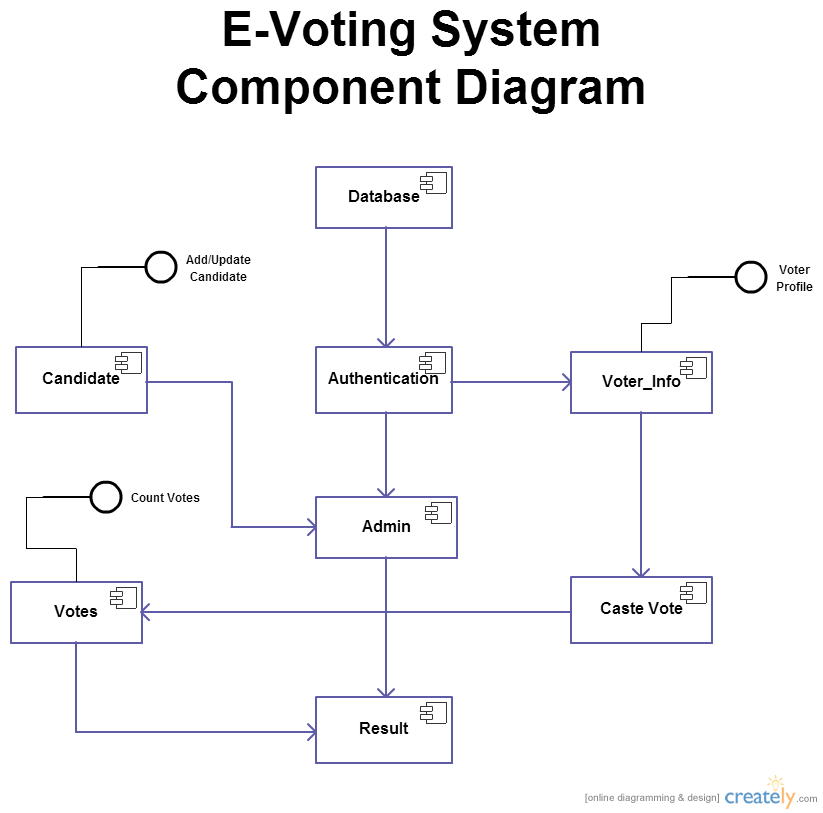 E-Voting System
Component Diagram
Database
Add/Update
Candidate
Voter
Profile
Candidate
Authentication
Voter_Info
Count Votes
Admin
Votes
Caste Vote
Result
[online diagramming & design] creately.com